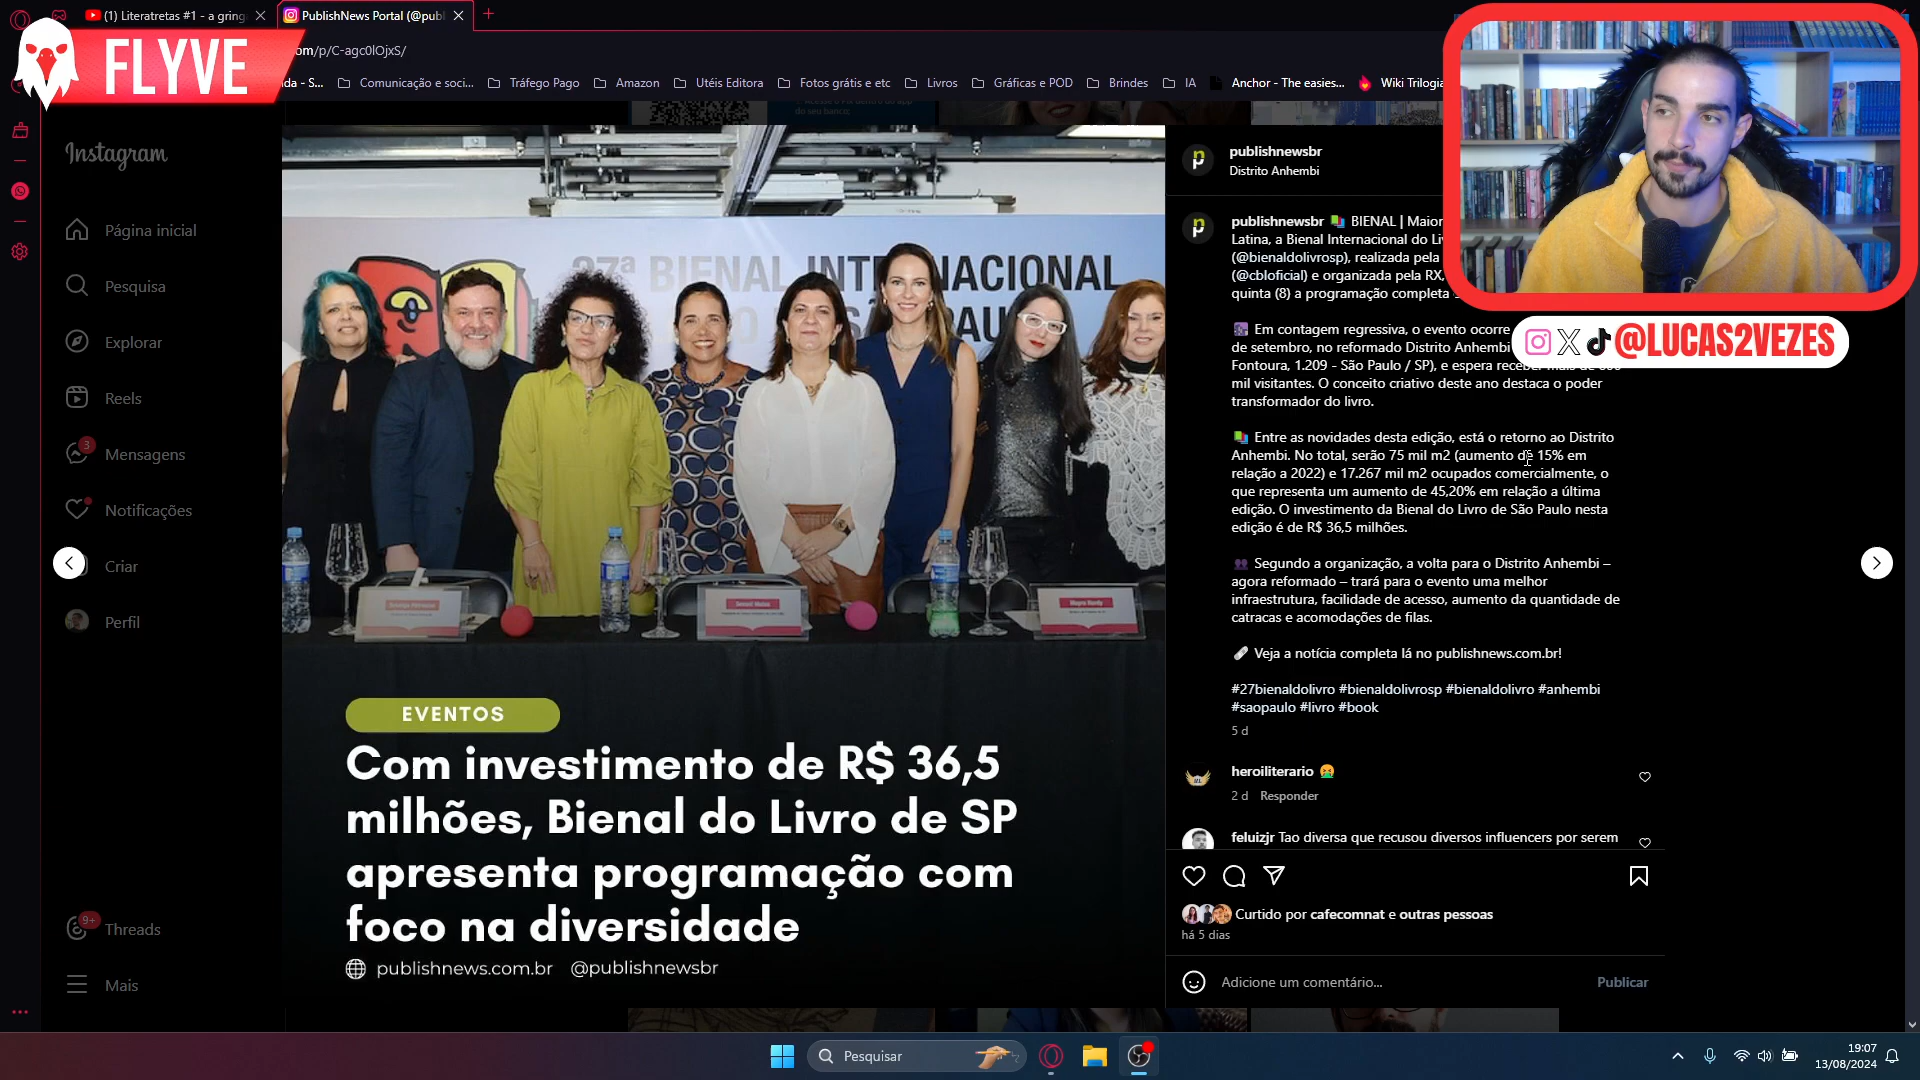 (1) Literatretas #1 - a gring
PublishNews Portal (@publ
FLYVE
om/p/C-agc0lOjxS/
da - S...
Comunicação e soci...
Tráfego Pago
Amazon
Utéis Editora
Fotos grátis e etc
Livros
Gráficas e POD
Brindes
IA
Anchor - The easies...
Wiki Trilogia
do seu banco;
Instagram
Página inicial
Pesquisa
Explorar
Reels
3
Mensagens
Notificações
Criar
Perfil
9+
Threads
Mais
27ª BIENAL INTERNACIONAL
EVENTOS
Com investimento de R$ 36,5
milhões, Bienal do Livro de SP
apresenta programação com
foco na diversidade
publishnews.com.br @publishnewsbr
publishnewsbr
Distrito Anhembi
publishnewsbr BIENAL | Maior
Latina, a Bienal Internacional do Li
(@bienaldolivrosp), realizada pela
(@cbloficial) e organizada pela RX,
quinta (8) a programação completa
Em contagem regressiva, o evento ocorre
de setembro, no reformado Distrito Anhembi
Fontoura, 1.209 - São Paulo / SP), e espera receber mais de 600
mil visitantes. O conceito criativo deste ano destaca o poder
transformador do livro.
@LUCAS2VEZES
Entre as novidades desta edição, está o retorno ao Distrito
Anhembi. No total, serão 75 mil m2 (aumento de 15% em
relação a 2022) e 17.267 mil m2 ocupados comercialmente, o
que representa um aumento de 45,20% em relação a última
edição. O investimento da Bienal do Livro de São Paulo nesta
edição é de R$ 36,5 milhões.
Segundo a organização, a volta para o Distrito Anhembi –
agora reformado – trará para o evento uma melhor
infraestrutura, facilidade de acesso, aumento da quantidade de
catracas e acomodações de filas.
Veja a notícia completa lá no publishnews.com.br!
#27bienaldolivro #bienaldolivrosp #bienaldolivro #anhembi
#saopaulo #livro #book
5 d
heroiliterario
2 d Responder
feluizjr Tao diversa que recusou diversos influencers por serem
Curtido por cafecomnat e outras pessoas
há 5 dias
Adicione um comentário...
Publicar
Pesquisar
19:07
13/08/2024